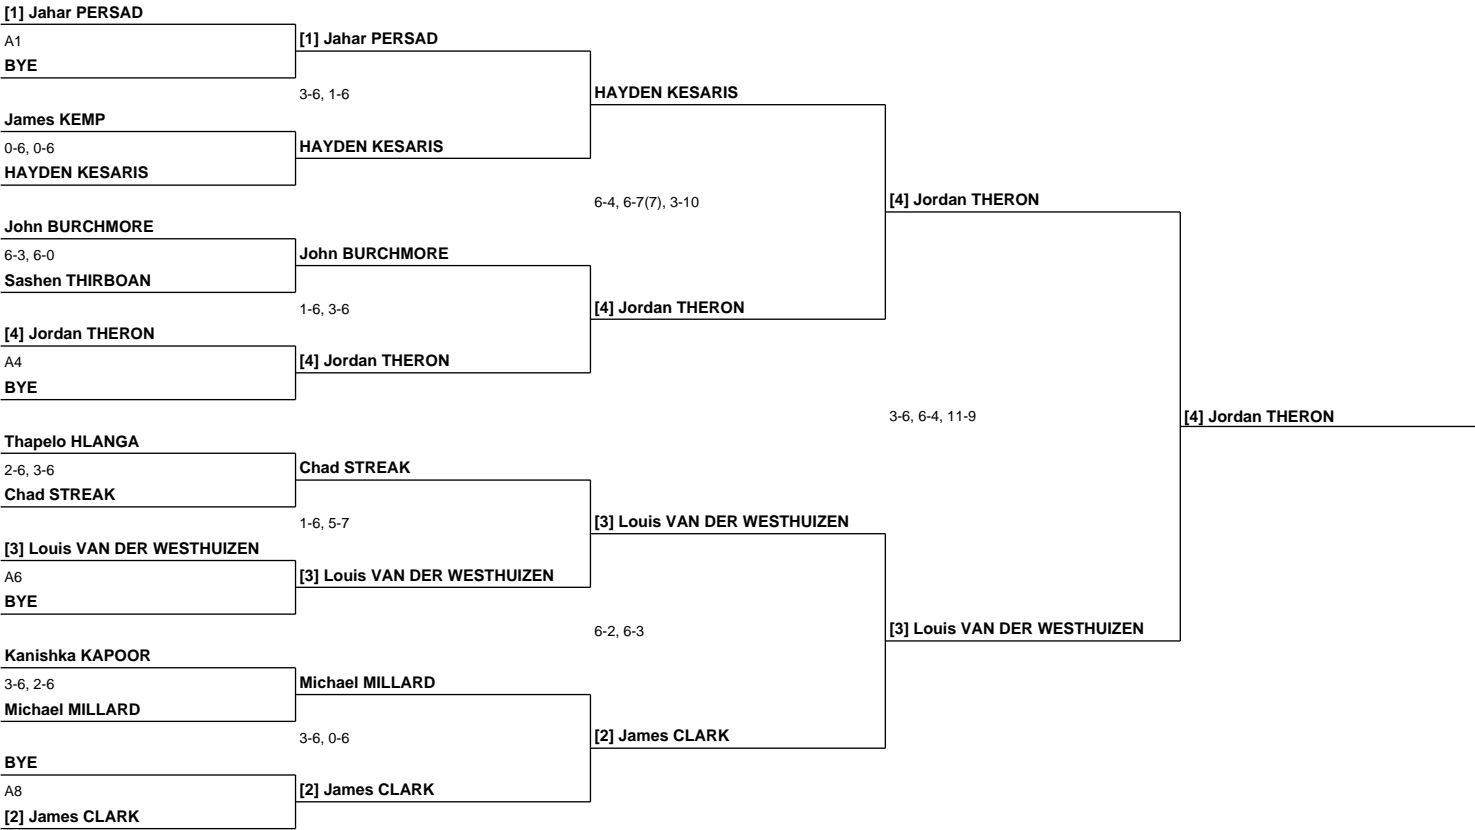 [1] Jahar PERSAD
A1
BYE
James KEMP
0-6, 0-6
HAYDEN KESARIS
John BURCHMORE
6-3, 6-0
Sashen THIRBOAN
[4] Jordan THERON
A4
BYE
Thapelo HLANGA
2-6, 3-6
Chad STREAK
[3] Louis VAN DER WESTHUIZEN
A6
BYE
Kanishka KAPOOR
3-6, 2-6
Michael MILLARD
BYE
A8
[2] James CLARK
[1] Jahar PERSAD
3-6, 1-6
HAYDEN KESARIS
John BURCHMORE
1-6, 3-6
[4] Jordan THERON
Chad STREAK
1-6, 5-7
[3] Louis VAN DER WESTHUIZEN
Michael MILLARD
3-6, 0-6
[2] James CLARK
HAYDEN KESARIS
6-4, 6-7(7), 3-10
[4] Jordan THERON
[3] Louis VAN DER WESTHUIZEN
6-2, 6-3
[2] James CLARK
[4] Jordan THERON
3-6, 6-4, 11-9
[3] Louis VAN DER WESTHUIZEN
[4] Jordan THERON